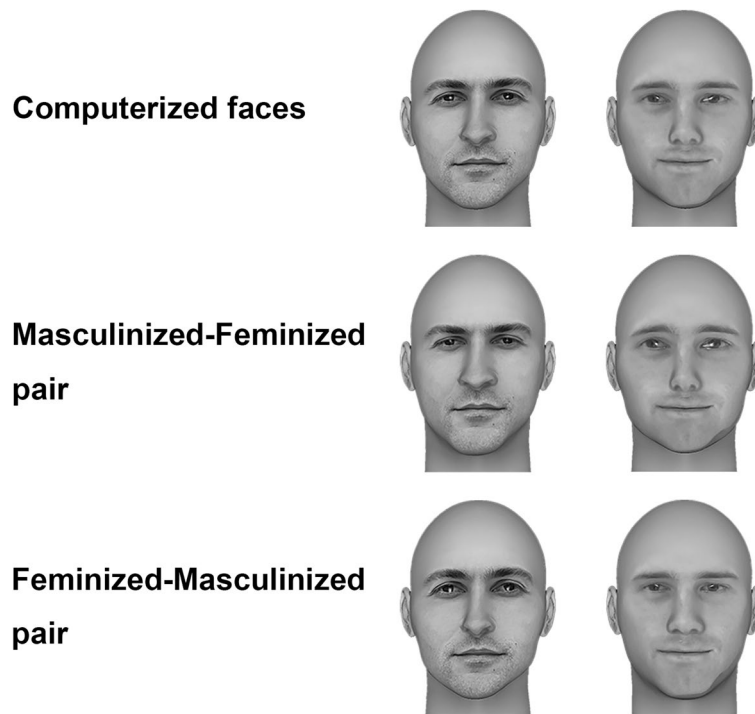 Computerized faces
Masculinized-Feminized
pair
Feminized-Masculinized
pair